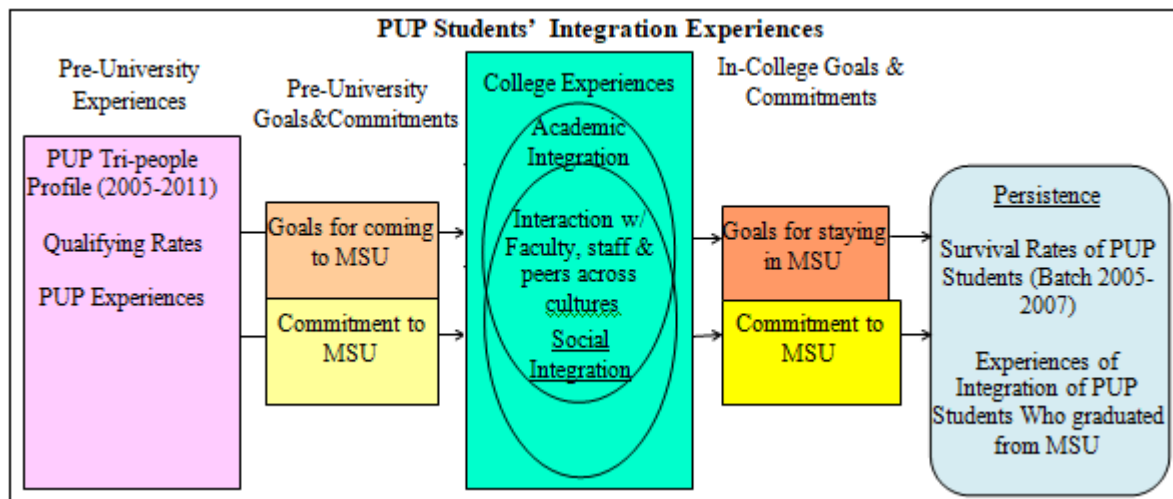 PUP Students' Integration Experiences
Pre-University
Experiences
PUP Tri-people
Profile (2005-2011)
Qualifying Rates
PUP Experiences
Pre-University
Goals&Commitments
Goals for coming
to MSU
Commitment to
MSU
College Experiences
Academic
Integration
Interaction w/
Faculty, staff &
peers across
cultures
Social
Integration
In-College Goals &
Commitments
Goals for staying
in MSU
Commitment to
MSU
Persistence
Survival Rates of PUP
Students (Batch 2005-
2007)
Experiences of
Integration of PUP
Students Who graduated
from MSU